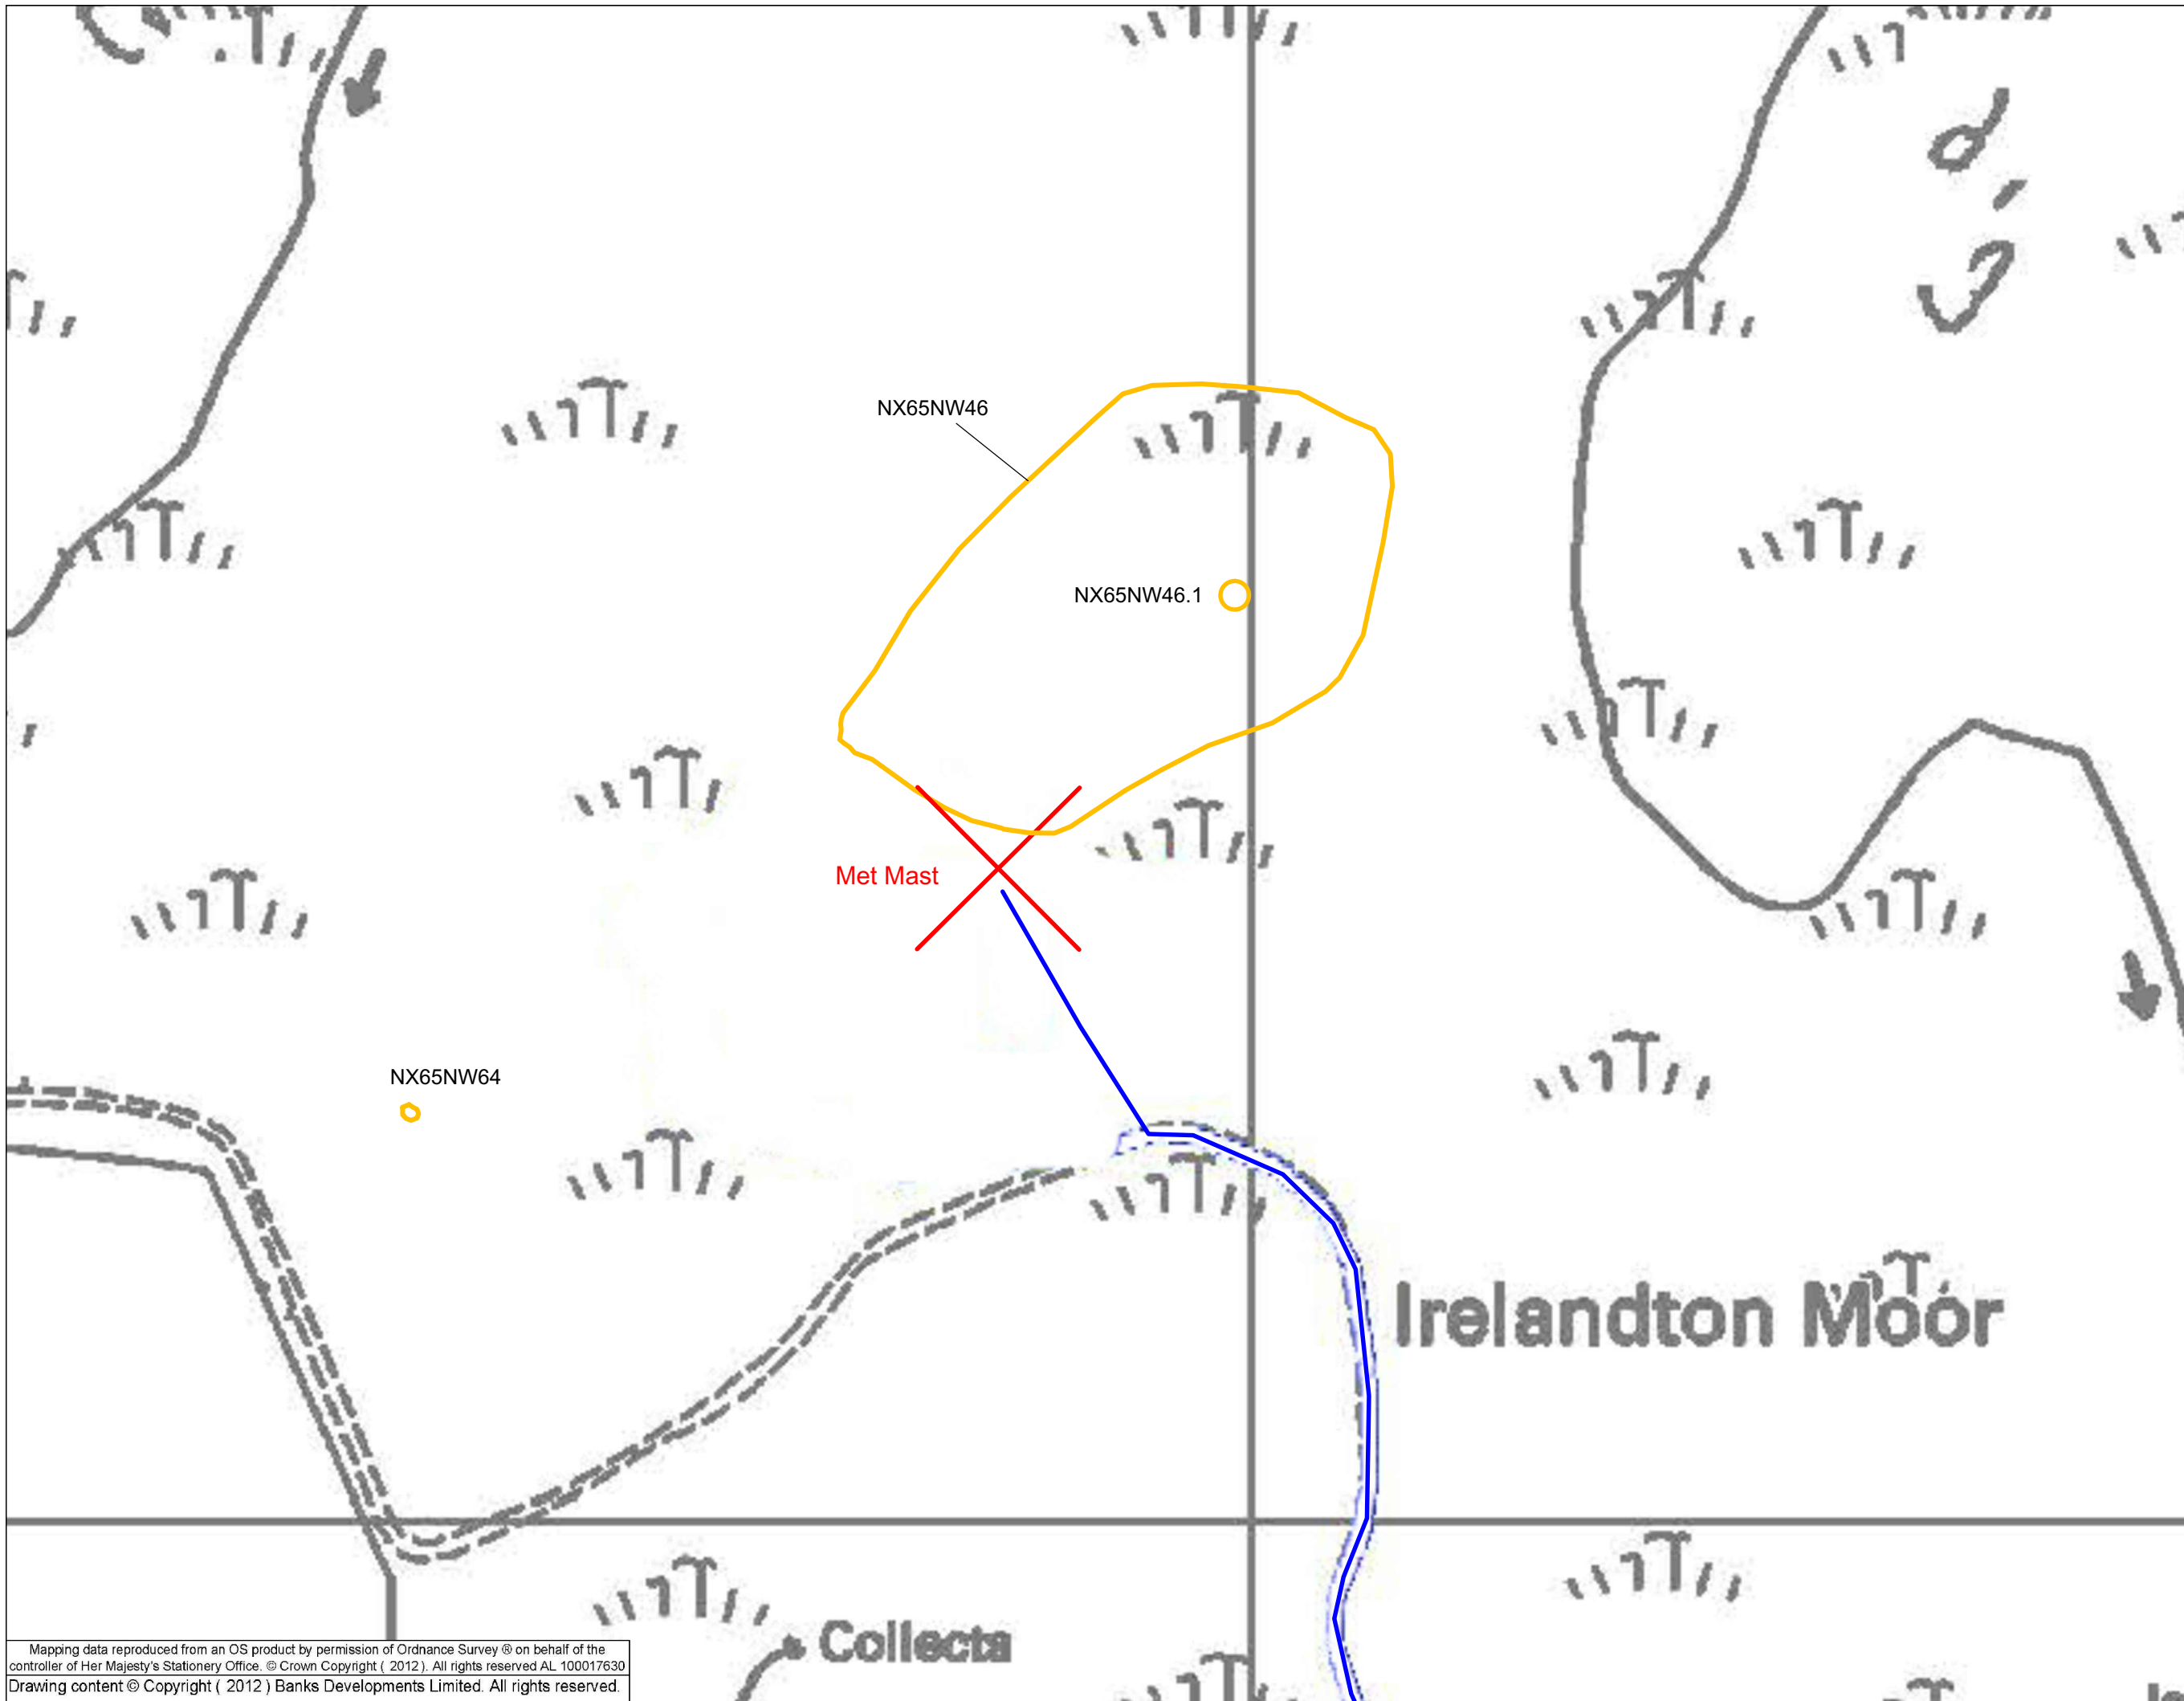 NX65NW46
NX65NW46.1
Met Mast
NX65NW64
Irelandton Moor
Collecta
Mapping data reproduced from an OS product by permission of Ordnance Survey ® on behalf of the
controller of Her Majesty's Stationery Office. © Crown Copyright ( 2012 ). All rights reserved AL 100017630
Drawing content © Copyright ( 2012 ) Banks Developments Limited. All rights reserved.